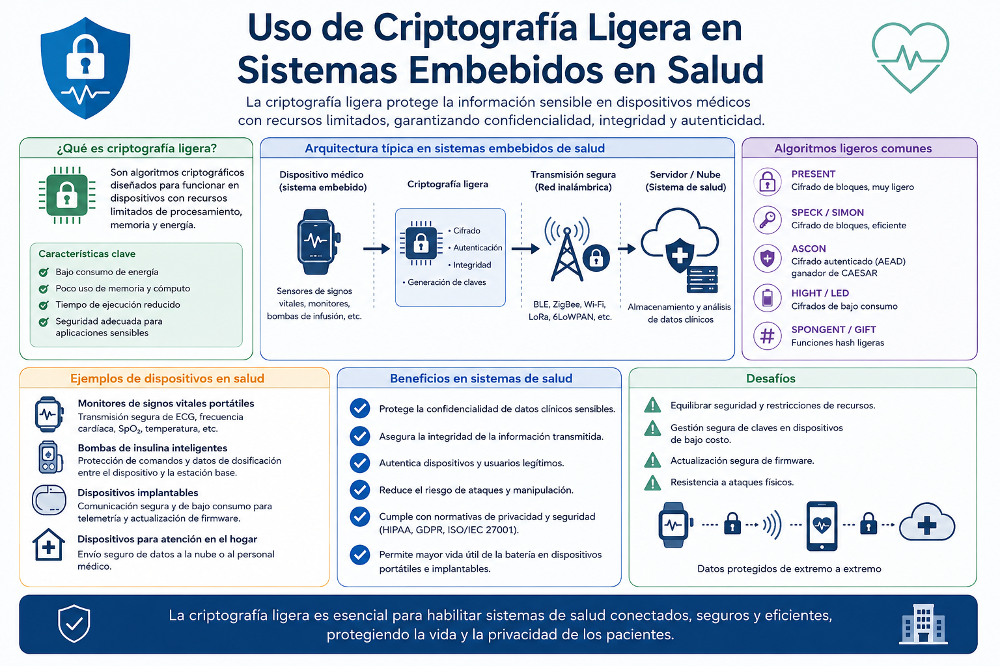 Uso de Criptografía Ligera en
Sistemas Embebidos en Salud
La criptografía ligera protege la información sensible en dispositivos médicos
con recursos limitados, garantizando confidencialidad, integridad y autenticidad.
¿Qué es criptografía ligera?
Son algoritmos criptográficos
diseñados para funcionar en
dispositivos con recursos
limitados de procesamiento,
memoria y energía.
Características clave
Bajo consumo de energía
Poco uso de memoria y cómputo
Tiempo de ejecución reducido
Seguridad adecuada para
aplicaciones sensibles
Arquitectura típica en sistemas embebidos de salud
Dispositivo médico
(sistema embebido)
Sensores de signos
vitales, monitores,
bombas de infusión, etc.
Criptografía ligera
• Cifrado
• Autenticación
• Integridad
• Generación de claves
Transmisión segura
(Red inalámbrica)
BLE, ZigBee, Wi-Fi,
LoRa, 6LoWPAN, etc.
Servidor / Nube
(Sistema de salud)
Almacenamiento y análisis
de datos clínicos
Algoritmos ligeros comunes
PRESENT
Cifrado de bloques, muy ligero
SPECK / SIMON
Cifrado de bloques, eficiente
ASCON
Cifrado autenticado (AEAD)
ganador de CAESAR
HIGHT / LED
Cifrados de bajo consumo
#
SPONGENT / GIFT
Funciones hash ligeras
Ejemplos de dispositivos en salud
Monitores de signos vitales portátiles
Transmisión segura de ECG, frecuencia
cardíaca, SpO₂, temperatura, etc.
Bombas de insulina inteligentes
Protección de comandos y datos de dosificación
entre el dispositivo y la estación base.
Dispositivos implantables
Comunicación segura y de bajo consumo para
telemetría y actualización de firmware.
Dispositivos para atención en el hogar
Envío seguro de datos a la nube o al personal
médico.
Beneficios en sistemas de salud
Protege la confidencialidad de datos clínicos sensibles.
Asegura la integridad de la información transmitida.
Autentica dispositivos y usuarios legítimos.
Reduce el riesgo de ataques y manipulación.
Cumple con normativas de privacidad y seguridad
(HIPAA, GDPR, ISO/IEC 27001).
Permite mayor vida útil de la batería en dispositivos
portátiles e implantables.
Desafíos
Equilibrar seguridad y restricciones de recursos.
Gestión segura de claves en dispositivos
de bajo costo.
Actualización segura de firmware.
Resistencia a ataques físicos.
Datos protegidos de extremo a extremo
La criptografía ligera es esencial para habilitar sistemas de salud conectados, seguros y eficientes,
protegiendo la vida y la privacidad de los pacientes.